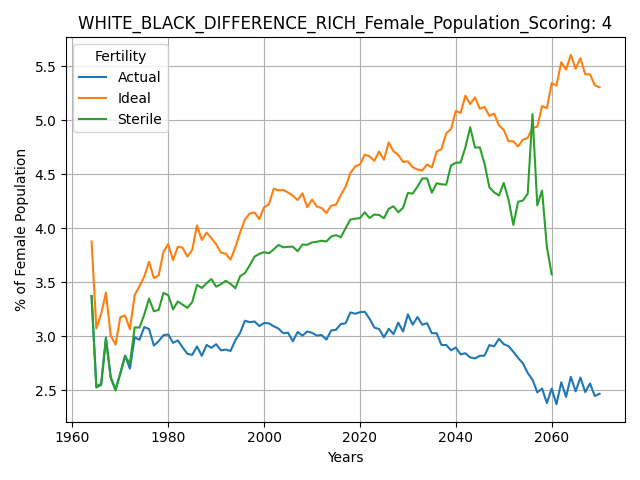 WHITE_BLACK_DIFFERENCE_RICH_Female_Population_Scoring: 4
Fertility
Actual
Ideal
Sterile
% of Female Population
5.5
5.0
4.5
4.0
3.5
3.0
2.5
1960 1980 2000 2020 2040 2060
Years